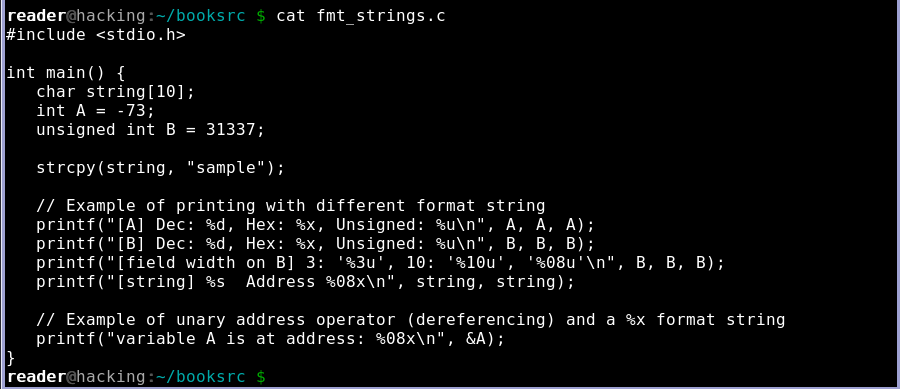 reader@hacking:~/booksrc $ cat fmt_strings.c
#include <stdio.h>

int main() {
   char string[10];
   int A = -73;
   unsigned int B = 31337;

   strcpy(string, "sample");

   // Example of printing with different format string
   printf("[A] Dec: %d, Hex: %x, Unsigned: %u\n", A, A, A);
   printf("[B] Dec: %d, Hex: %x, Unsigned: %u\n", B, B, B);
   printf("[field width on B] 3: '%3u', 10: '%10u', '%08u'\n", B, B, B);
   printf("[string] %s  Address %08x\n", string, string);

   // Example of unary address operator (dereferencing) and a %x format string
   printf("variable A is at address: %08x\n", &A);
}
reader@hacking:~/booksrc $